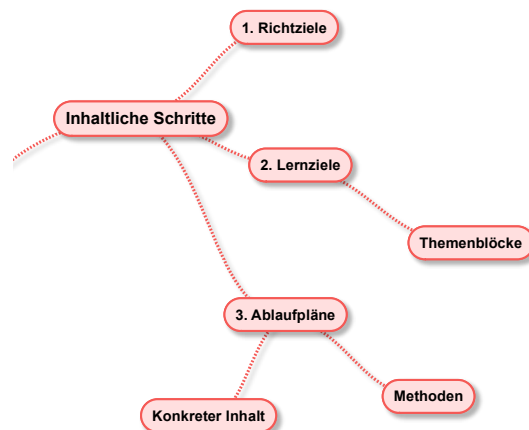 1. Richtziele
Inhaltliche Schritte
2. Lernziele
Themenblöcke
3. Ablaufpläne
Methoden
Konkreter Inhalt